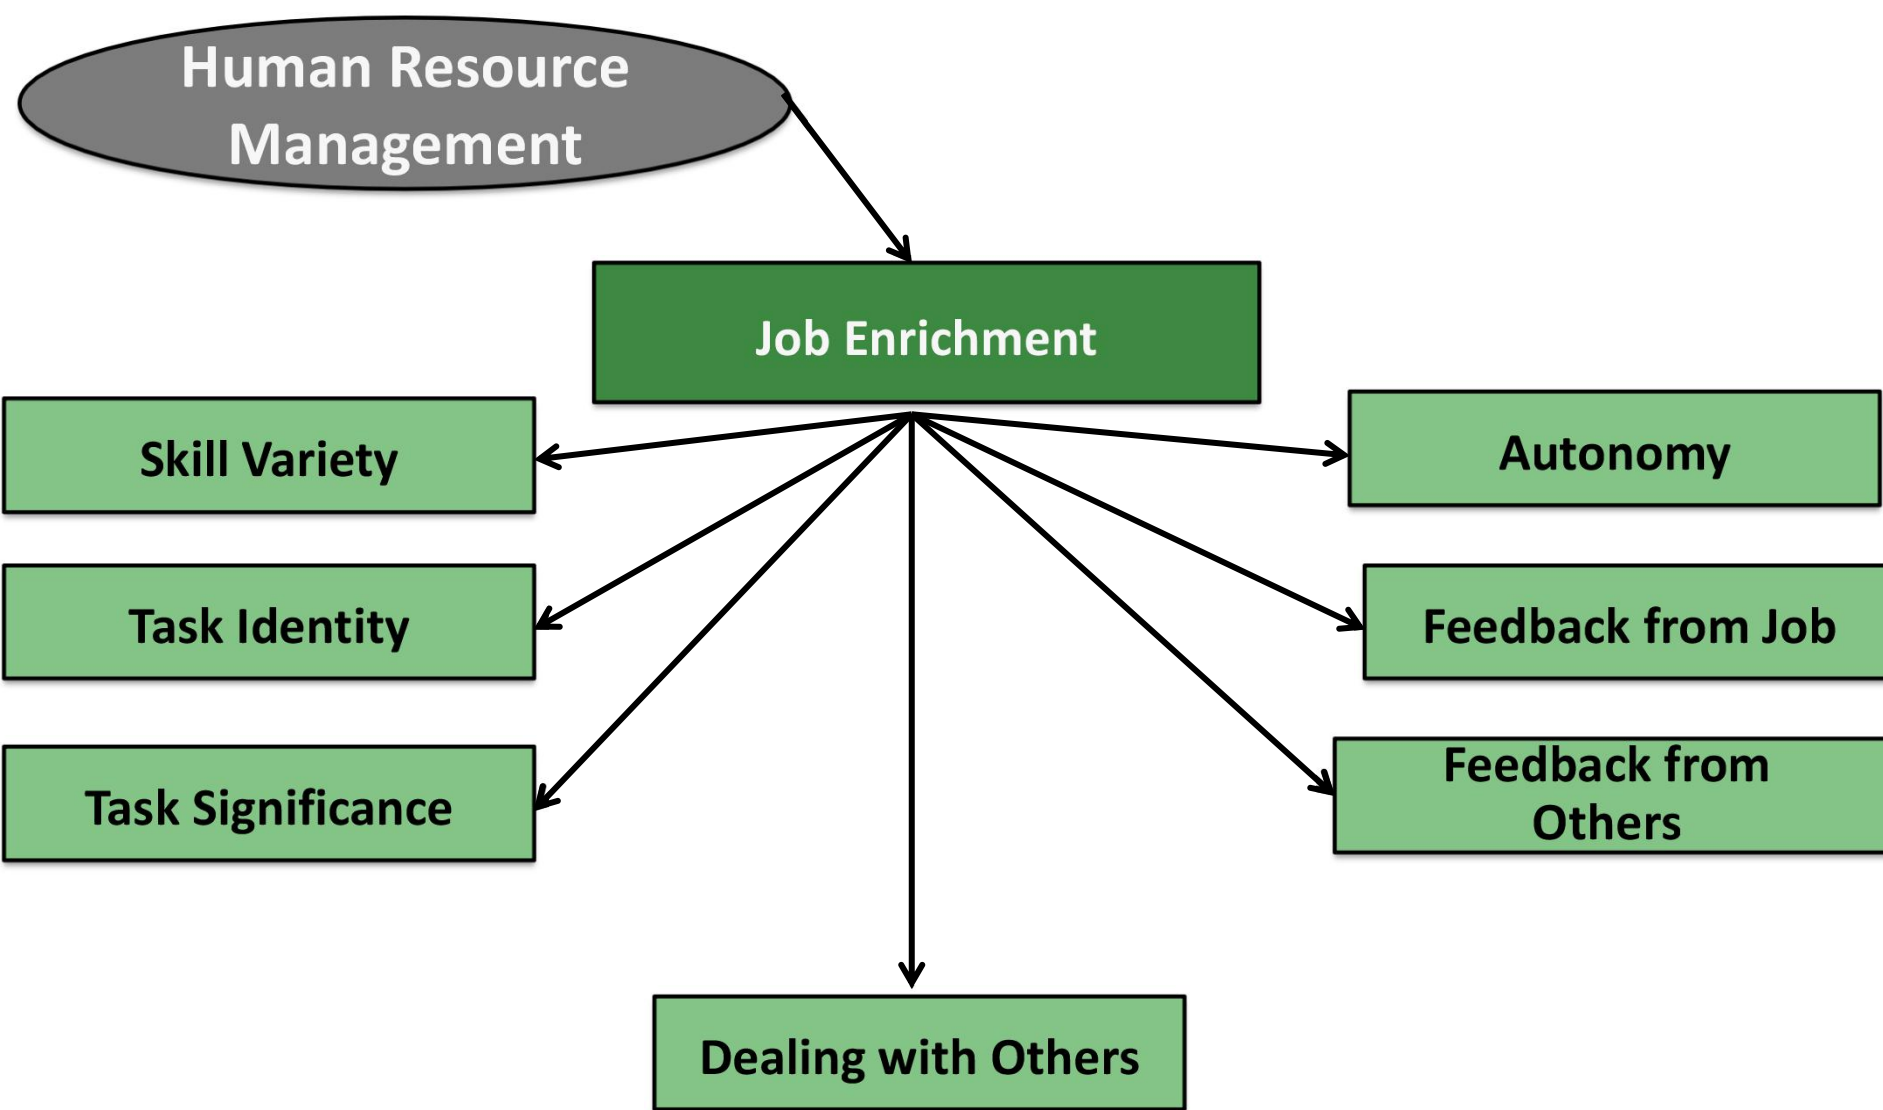 Human Resource
Management
Job Enrichment
Skill Variety
Autonomy
Task Identity
Feedback from Job
Task Significance
Feedback from
Others
Dealing with Others